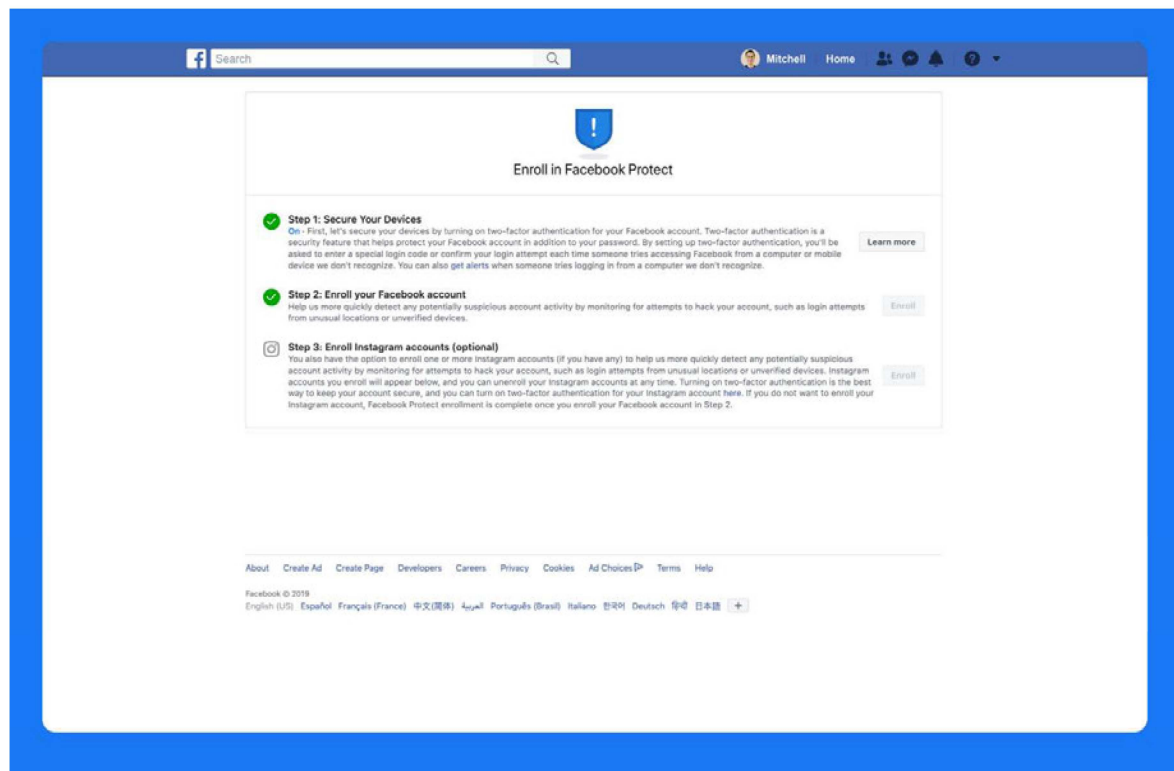 f Search Mitchell Home
Enroll in Facebook Protect
Step 1: Secure Your Devices
On · First, let's secure your devices by turning on two-factor authentication for your Facebook account. Two-factor authentication is a
security feature that helps protect your Facebook account in addition to your password. By setting up two-factor authentication, you'll be
asked to enter a special login code or confirm your login attempt each time someone tries accessing Facebook from a computer or mobile
device we don't recognize. You can also get alerts when someone tries logging in from a computer we don't recognize.
Learn more
Step 2: Enroll your Facebook account
Help us more quickly detect any potentially suspicious account activity by monitoring for attempts to hack your account, such as login attempts
from unusual locations or unverified devices.
Enroll
Step 3: Enroll Instagram accounts (optional)
You also have the option to enroll one or more Instagram accounts (if you have any) to help us more quickly detect any potentially suspicious
account activity by monitoring for attempts to hack your account, such as login attempts from unusual locations or unverified devices. Instagram
accounts you enroll will appear below, and you can unenroll your Instagram accounts at any time. Turning on two-factor authentication is the best
way to keep your account secure, and you can turn on two-factor authentication for your Instagram account here. If you do not want to enroll your
Instagram account, Facebook Protect enrollment is complete once you enroll your Facebook account in Step 2.
Enroll
About Create Ad Create Page Developers Careers Privacy Cookies Ad Choices Terms Help
Facebook © 2019
English (US) Español Français (France) 中文(简体) العربية Português (Brasil) Italiano 한국어 Deutsch हिन्दी 日本語 +